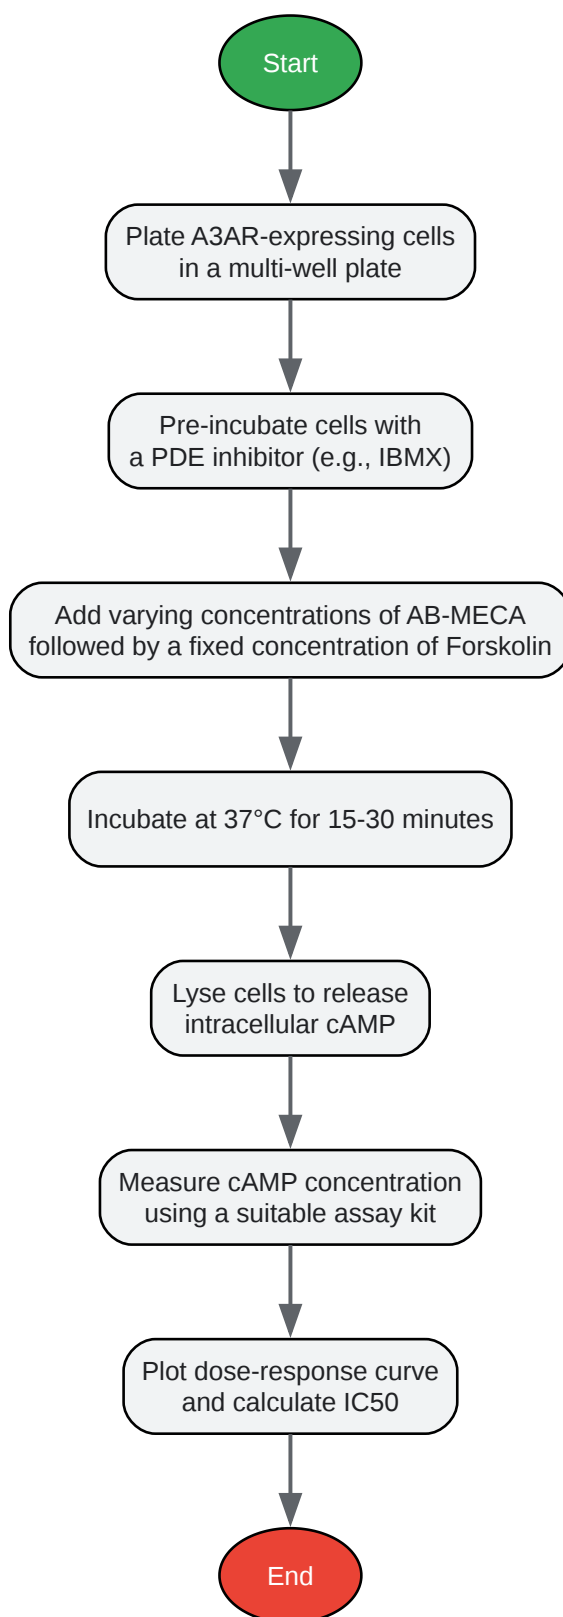 Start
Plate A3AR-expressing cells
in a multi-well plate
Pre-incubate cells with
a PDE inhibitor (e.g., IBMX)
Add varying concentrations of AB-MECA
followed by a fixed concentration of Forskolin
Incubate at 37°C for 15-30 minutes
Lyse cells to release
intracellular cAMP
Measure cAMP concentration
using a suitable assay kit
Plot dose-response curve
and calculate IC50
End